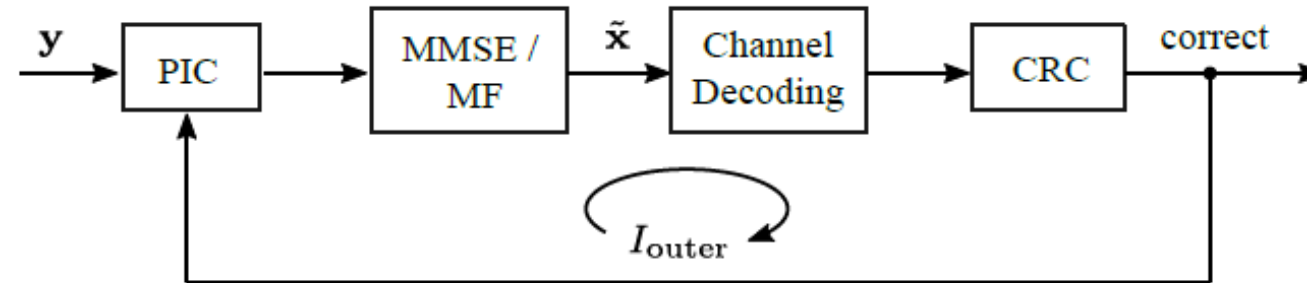 y
PIC
MMSE /
MF
x̃
Channel
Decoding
CRC
correct
I_outer